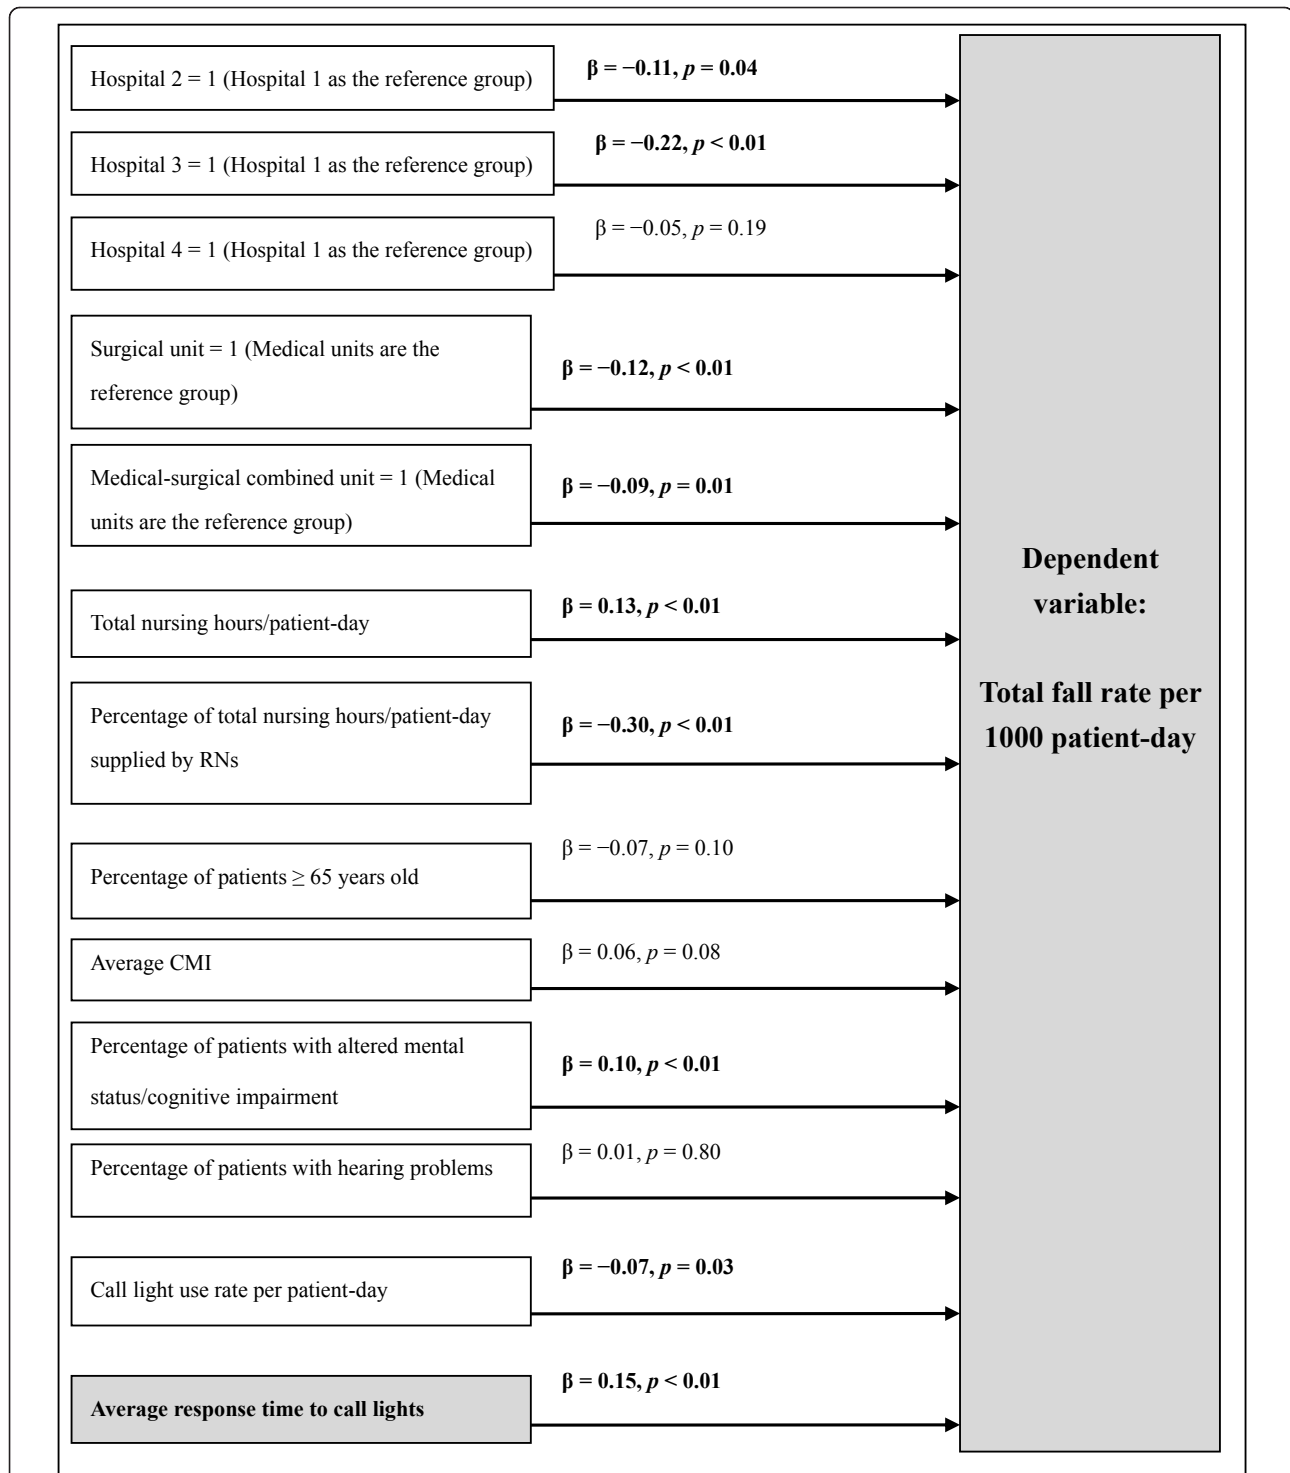 Hospital 2 = 1 (Hospital 1 as the reference group)
β = −0.11, p = 0.04
Hospital 3 = 1 (Hospital 1 as the reference group)
β = −0.22, p < 0.01
Hospital 4 = 1 (Hospital 1 as the reference group)
β = −0.05, p = 0.19
Surgical unit = 1 (Medical units are the
reference group)
β = −0.12, p < 0.01
Medical-surgical combined unit = 1 (Medical
units are the reference group)
β = −0.09, p = 0.01
Total nursing hours/patient-day
β = 0.13, p < 0.01
Percentage of total nursing hours/patient-day
supplied by RNs
β = −0.30, p < 0.01
Percentage of patients ≥ 65 years old
β = −0.07, p = 0.10
Average CMI
β = 0.06, p = 0.08
Percentage of patients with altered mental
status/cognitive impairment
β = 0.10, p < 0.01
Percentage of patients with hearing problems
β = 0.01, p = 0.80
Call light use rate per patient-day
β = −0.07, p = 0.03
Average response time to call lights
β = 0.15, p < 0.01
Dependent
variable:
Total fall rate per
1000 patient-day